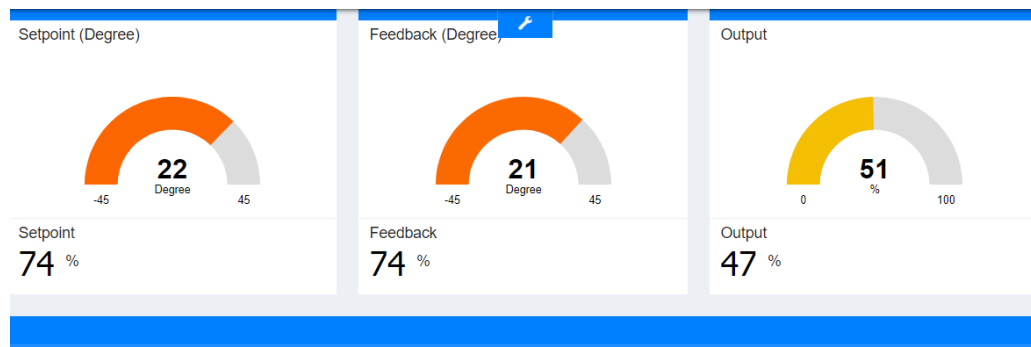 Setpoint (Degree)
22
Degree
-45
45
Setpoint
74 %
Feedback (Degree)
21
Degree
-45
45
Feedback
74 %
Output
51
%
0
100
Output
47 %